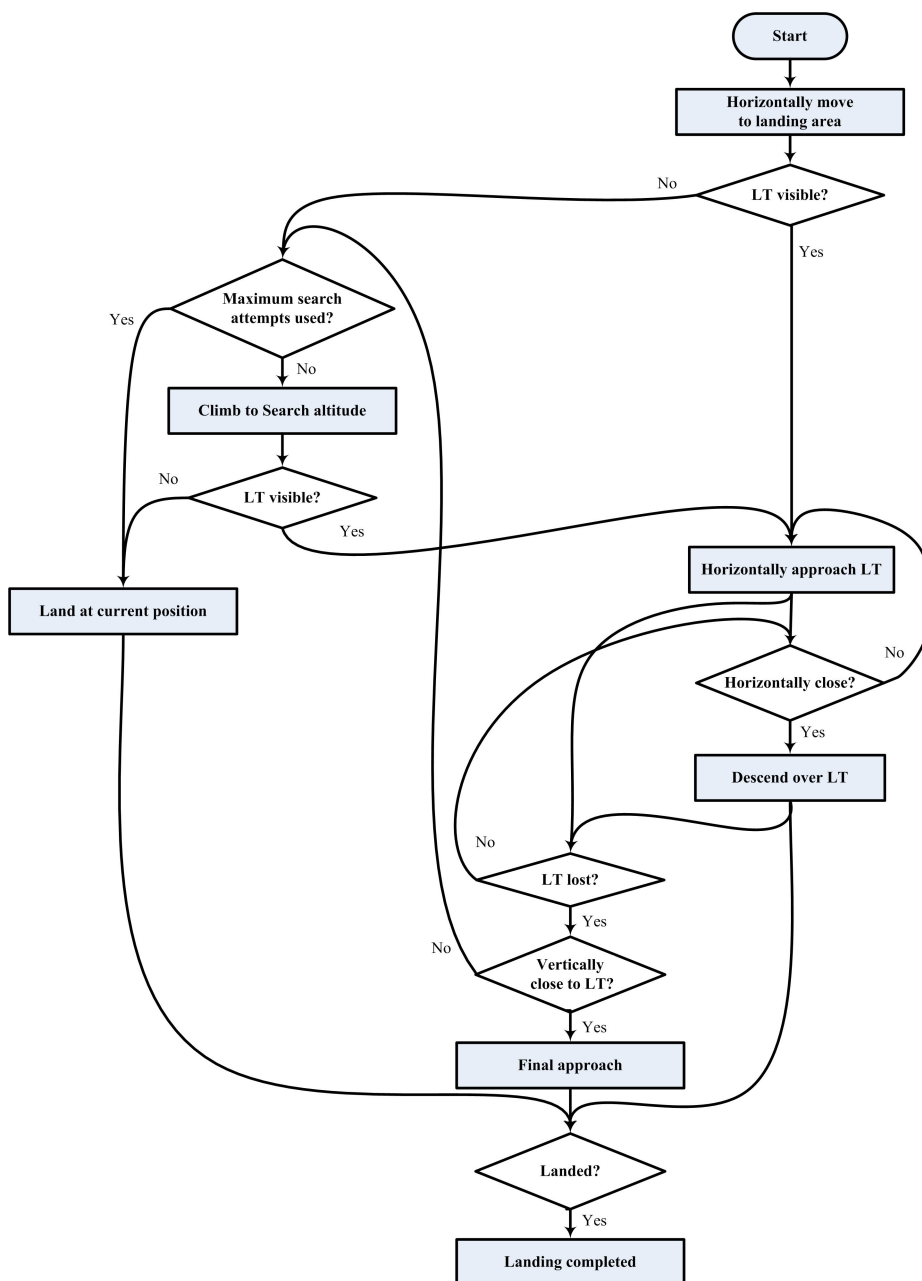 Start
Horizontally move
to landing area
No
LT visible?
Yes
Maximum search
attempts used?
Yes
No
Climb to Search altitude
No
LT visible?
Yes
Horizontally approach LT
Land at current position
No
Horizontally close?
Yes
Descend over LT
No
LT lost?
Yes
No
Vertically
close to LT?
Yes
Final approach
Landed?
Yes
Landing completed